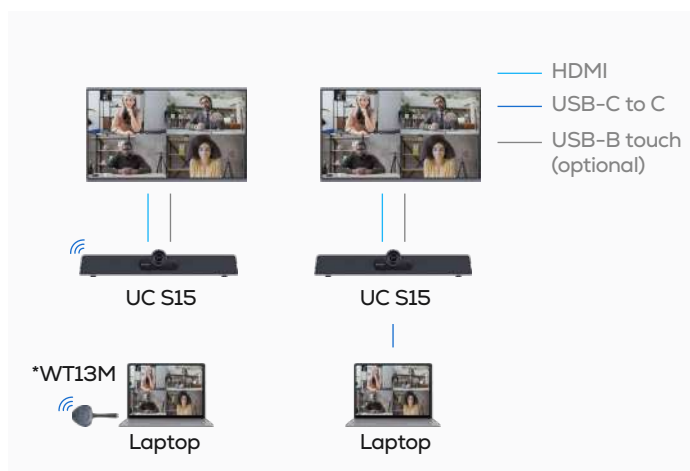 HDMI
USB-C to C
USB-B touch
(optional)
UC S15
UC S15
*WT13M
Laptop
Laptop